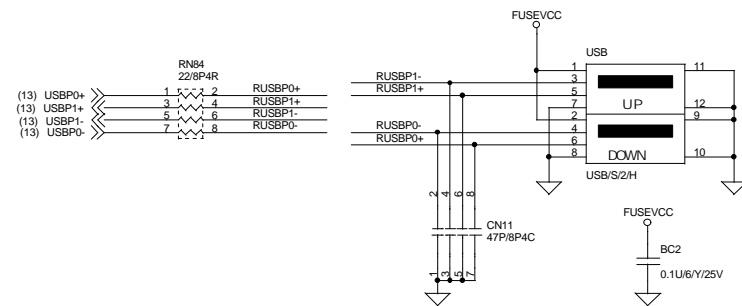 FUSEVCC
USB
RN84
22/8P4R
(13) USBP0+ 1 2 RUSBP0+
(13) USBP1+ 3 4 RUSBP1+
(13) USBP1- 5 6 RUSBP1-
(13) USBP0- 7 8 RUSBP0-
RUSBP1-
RUSBP1+
RUSBP0-
RUSBP0+
1
3
5
7
2
4
6
8
UP
DOWN
11
12
9
10
USB/S/2/H
2 4 6 8
CN11
47P/8P4C
1 3 5 7
FUSEVCC
BC2
0.1U/6/Y/25V